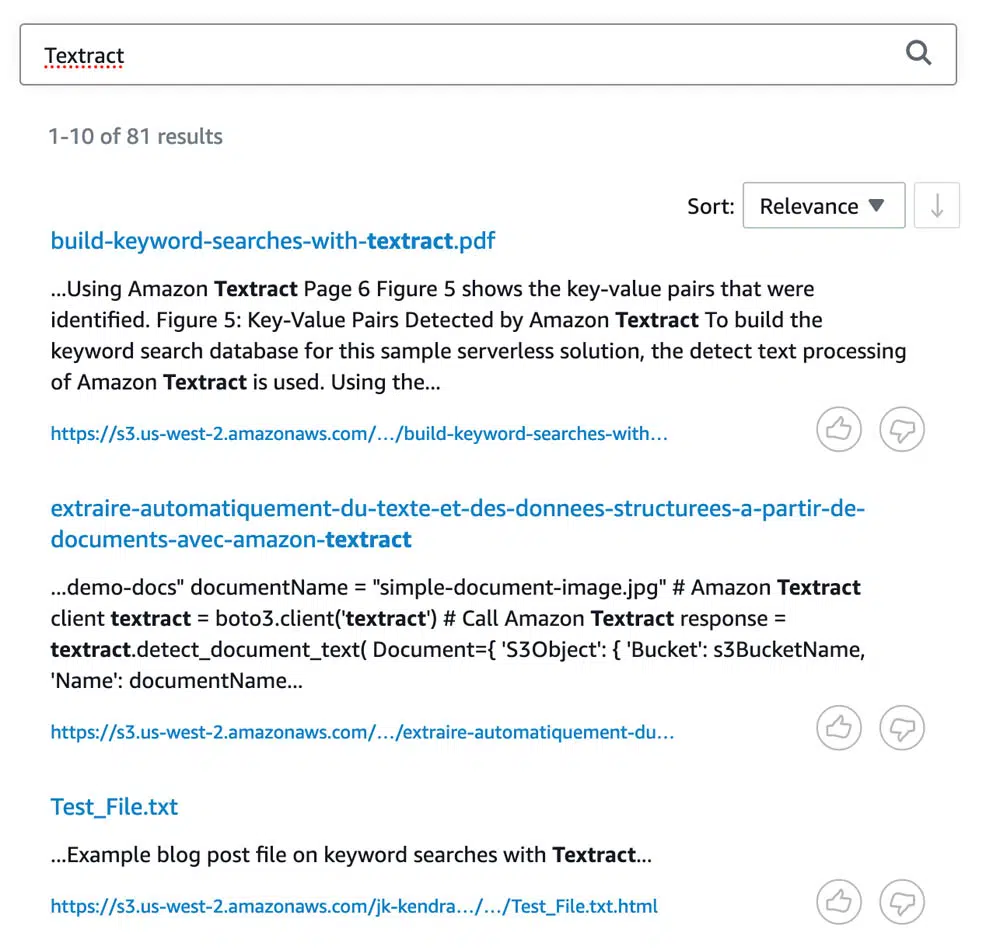 Textract
1-10 of 81 results
Sort: Relevance
build-keyword-searches-with-textract.pdf
...Using Amazon Textract Page 6 Figure 5 shows the key-value pairs that were
identified. Figure 5: Key-Value Pairs Detected by Amazon Textract To build the
keyword search database for this sample serverless solution, the detect text processing
of Amazon Textract is used. Using the...
https://s3.us-west-2.amazonaws.com/…/build-keyword-searches-with…
extraire-automatiquement-du-texte-et-des-donnees-structurees-a-partir-de-
documents-avec-amazon-textract
...demo-docs" documentName = "simple-document-image.jpg" # Amazon Textract
client textract = boto3.client('textract') # Call Amazon Textract response =
textract.detect_document_text( Document={ 'S3Object': { 'Bucket': s3BucketName,
'Name': documentName...
https://s3.us-west-2.amazonaws.com/…/extraire-automatiquement-du…
Test_File.txt
...Example blog post file on keyword searches with Textract...
https://s3.us-west-2.amazonaws.com/jk-kendra…/…/Test_File.txt.html